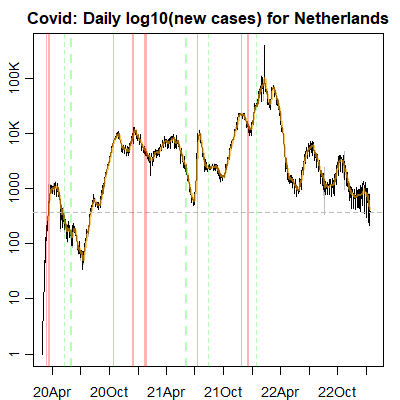 Covid: Daily log10(new cases) for Netherlands
100K
10K
1000
100
10
1
20Apr 20Oct 21Apr 21Oct 22Apr 22Oct